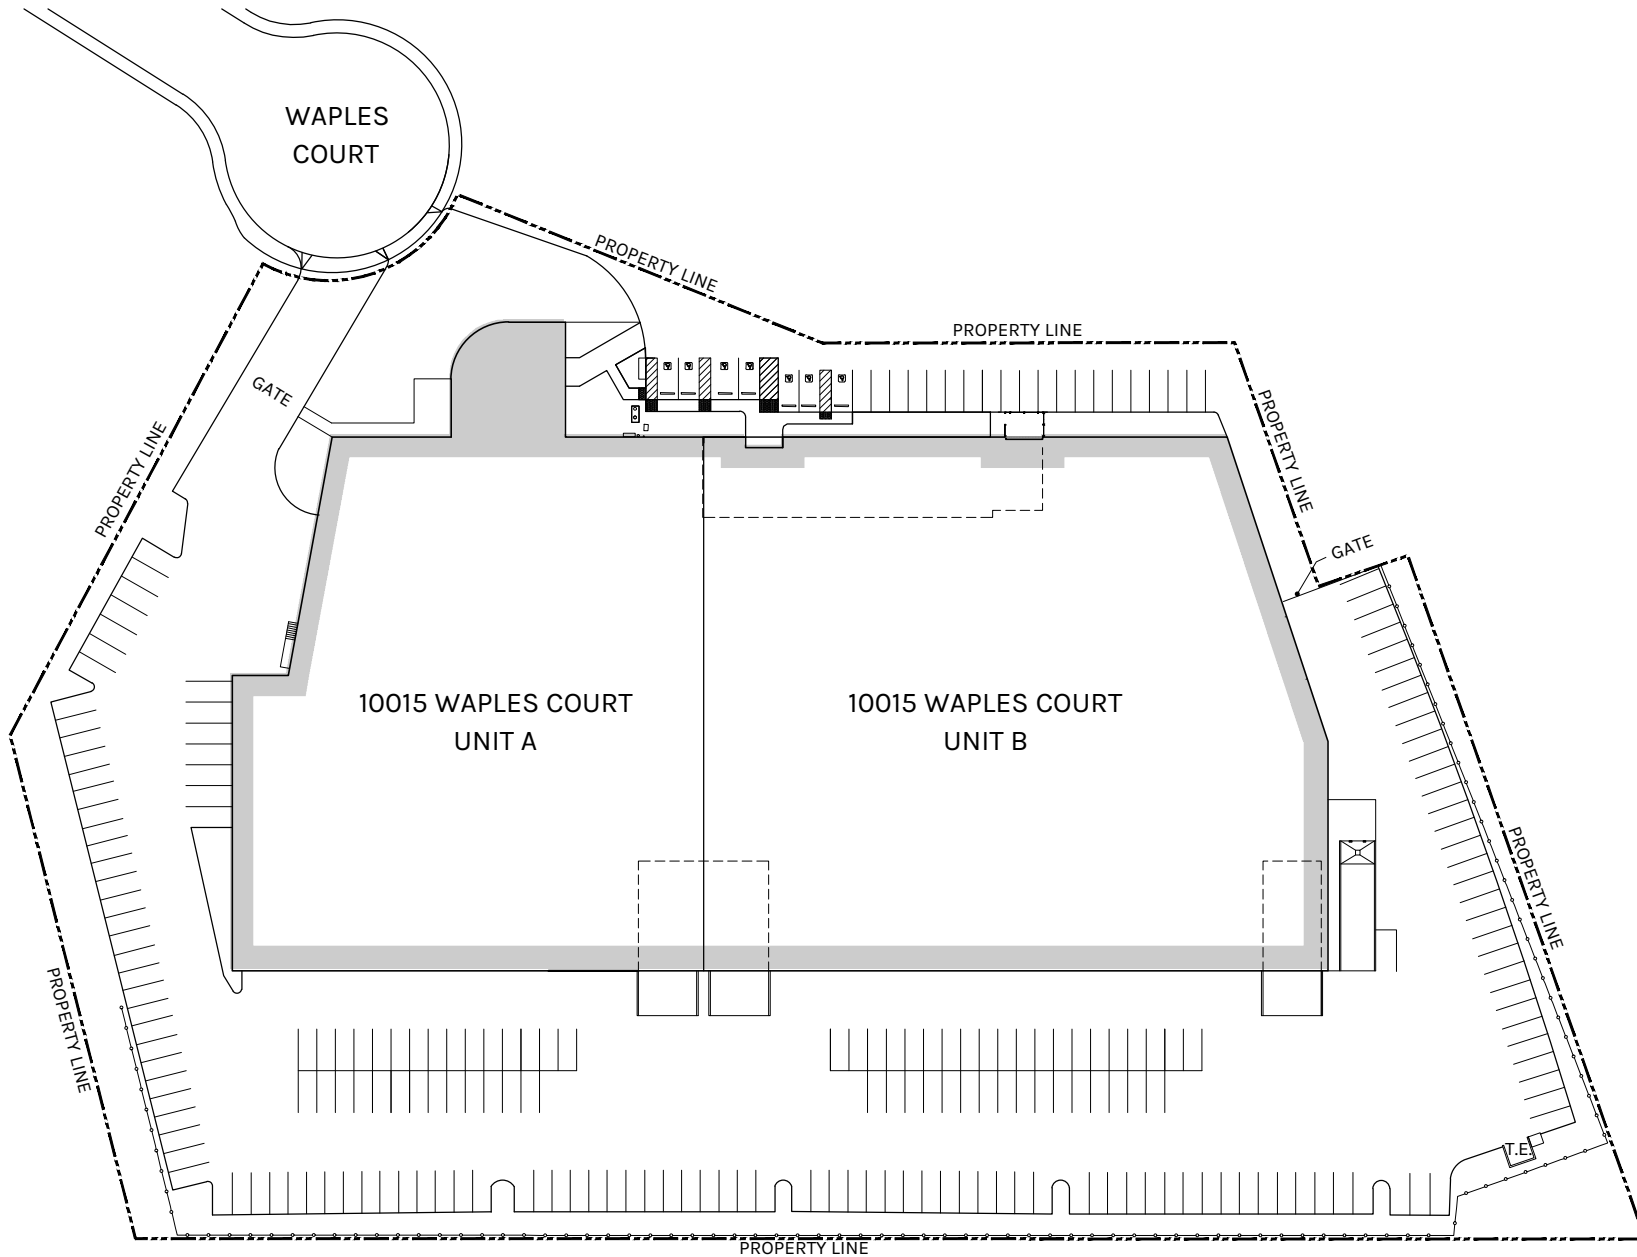 WAPLES
COURT
PROPERTY LINE
PROPERTY LINE
GATE
PROPERTY LINE
PROPERTY LINE
GATE
10015 WAPLES COURT
UNIT A
10015 WAPLES COURT
UNIT B
PROPERTY LINE
PROPERTY LINE
T.E.
PROPERTY LINE